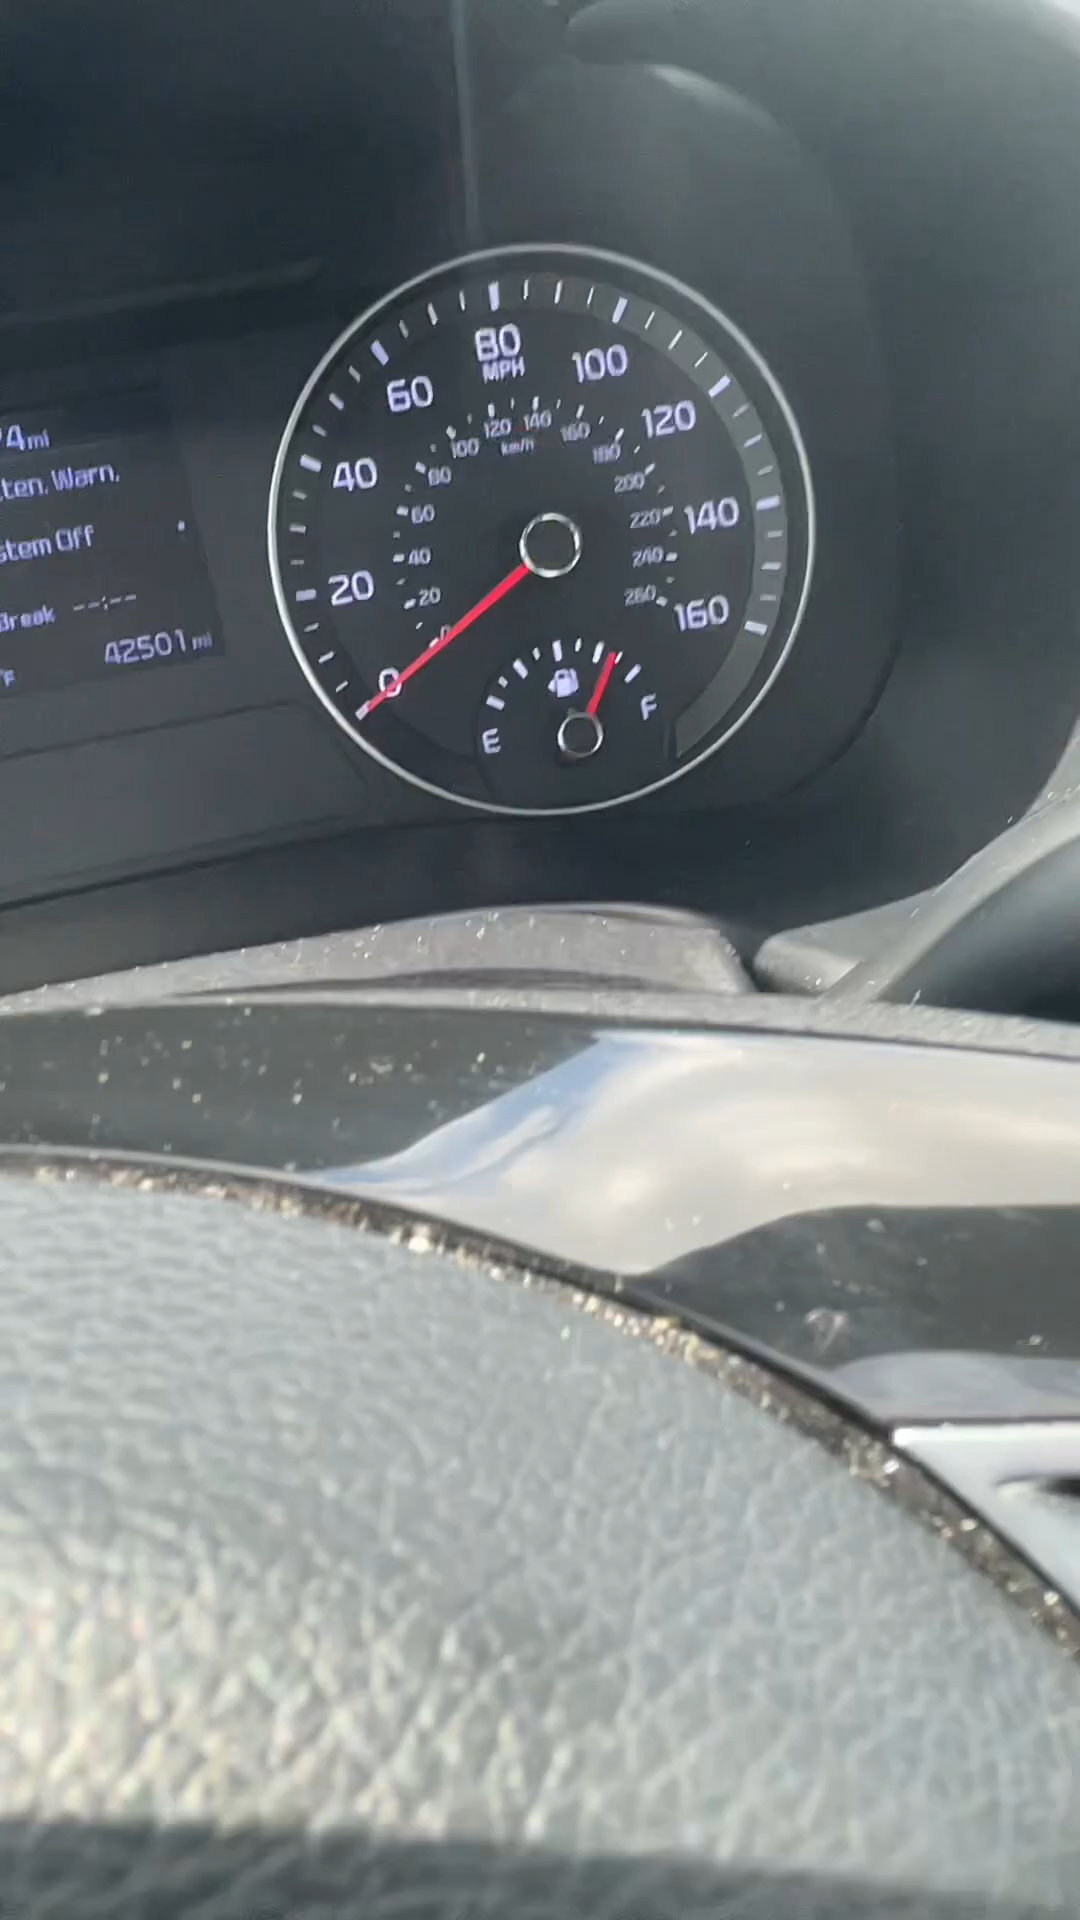 4mi
ten. Warn.
stem Off
Break --:--
°F
42501 mi
0
20
40
60
80
MPH
100
120
140
160
0
20
40
60
80
100
120
140
160
180
200
220
240
260
km/h
E
F